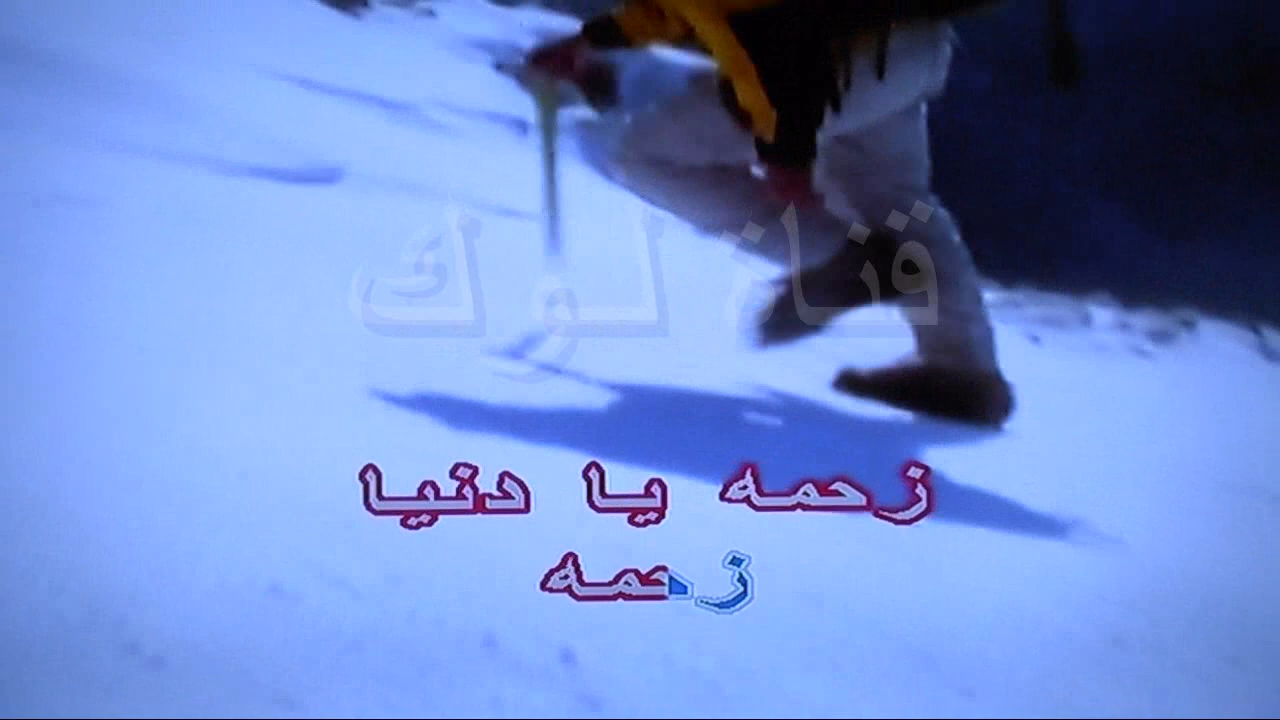 قناة لوك
زحمه يا دنيا
زحمه